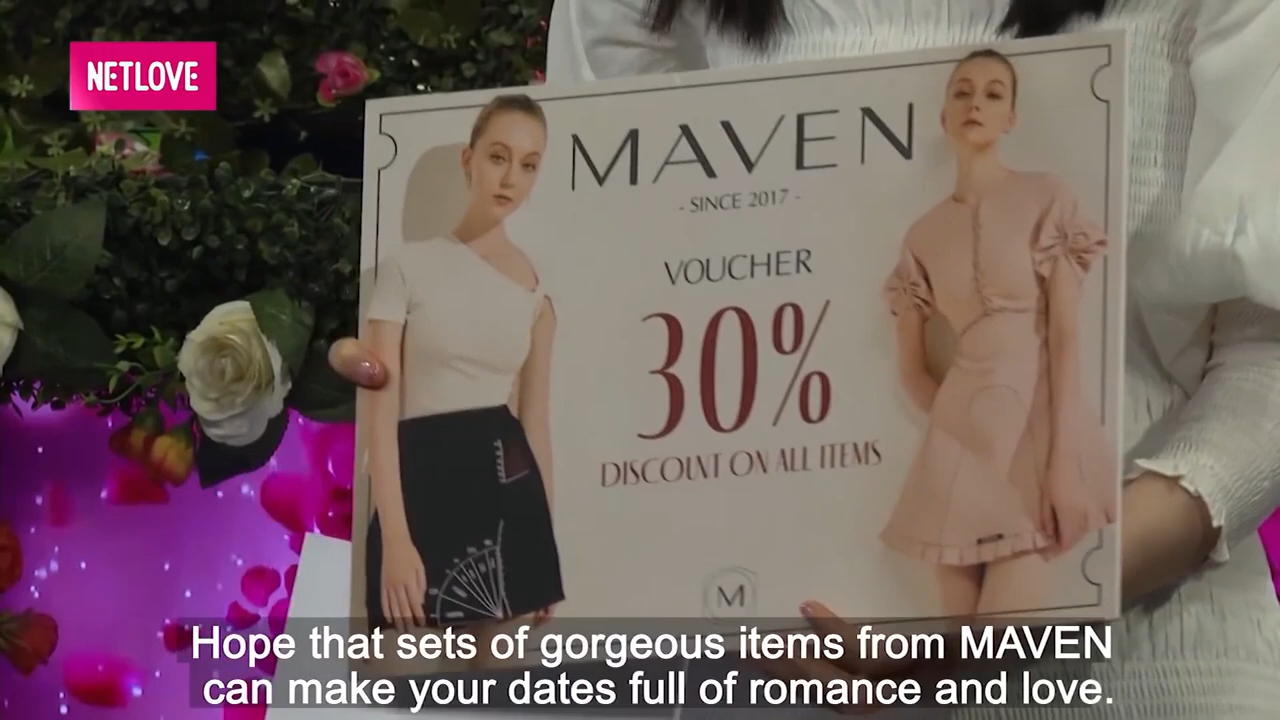 NETLOVE
MAVEN
- SINCE 2017 -
VOUCHER
30%
DISCOUNT ON ALL ITEMS
M
Hope that sets of gorgeous items from MAVEN
can make your dates full of romance and love.